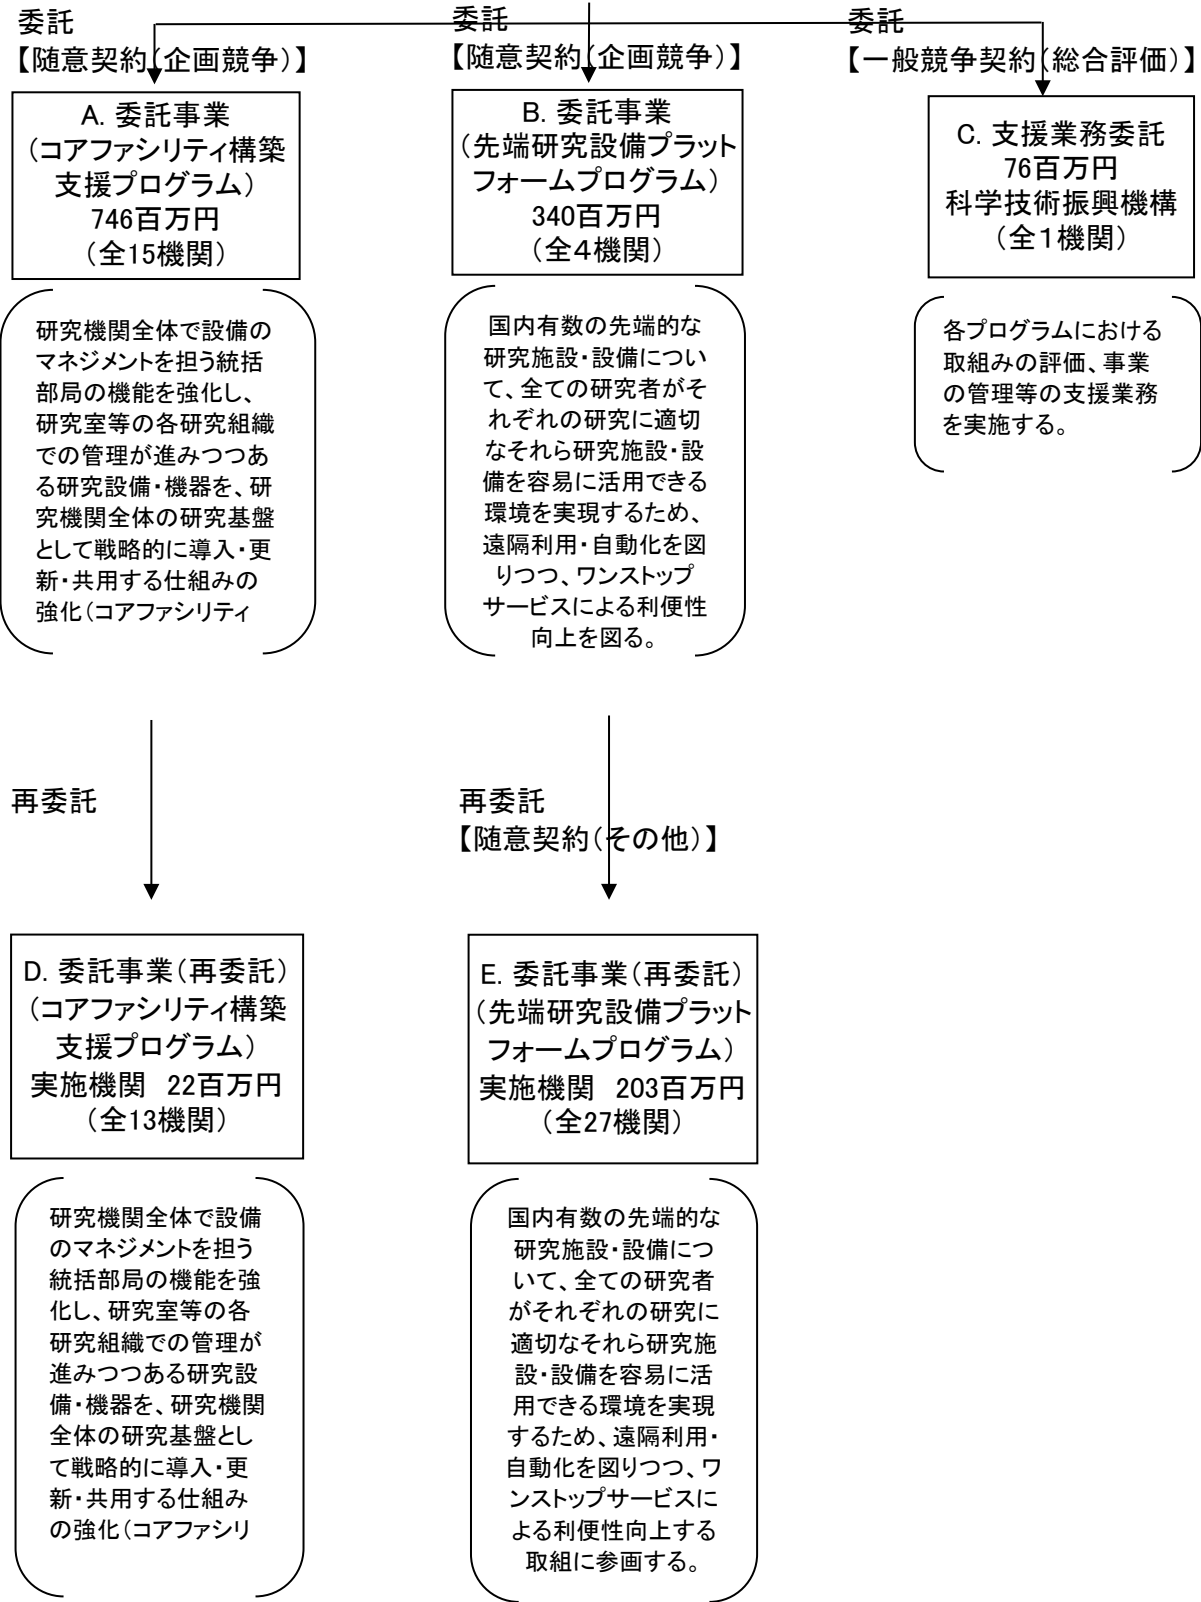 委託
【随意契約(企画競争)】
A. 委託事業
(コアファシリティ構築
支援プログラム)
746百万円
(全15機関)
研究機関全体で設備の
マネジメントを担う統括
部局の機能を強化し、
研究室等の各研究組織
での管理が進みつつあ
る研究設備・機器を、研
究機関全体の研究基盤
として戦略的に導入・更
新・共用する仕組みの
強化(コアファシリティ
委託
【随意契約(企画競争)】
B. 委託事業
(先端研究設備プラット
フォームプログラム)
340百万円
(全4機関)
国内有数の先端的な
研究施設・設備につい
て、全ての研究者がそ
れぞれの研究に適切
なそれら研究施設・設
備を容易に活用できる
環境を実現するため、
遠隔利用・自動化を図
りつつ、ワンストップ
サービスによる利便性
向上を図る。
委託
【一般競争契約(総合評価)】
C. 支援業務委託
76百万円
科学技術振興機構
(全1機関)
各プログラムにおける
取組みの評価、事業
の管理等の支援業務
を実施する。
再委託
D. 委託事業(再委託)
(コアファシリティ構築
支援プログラム)
実施機関 22百万円
(全13機関)
研究機関全体で設備
のマネジメントを担う
統括部局の機能を強
化し、研究室等の各
研究組織での管理が
進みつつある研究設
備・機器を、研究機関
全体の研究基盤とし
て戦略的に導入・更
新・共用する仕組み
の強化(コアファシリ
再委託
【随意契約(その他)】
E. 委託事業(再委託)
(先端研究設備プラット
フォームプログラム)
実施機関 203百万円
(全27機関)
国内有数の先端的な
研究施設・設備につ
いて、全ての研究者
がそれぞれの研究に
適切なそれら研究施
設・設備を容易に活
用できる環境を実現
するため、遠隔利用・
自動化を図りつつ、ワ
ンストップサービスに
よる利便性向上する
取組に参画する。